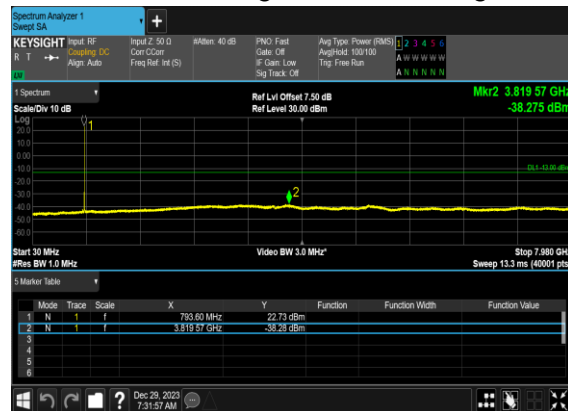 Spectrum Analyzer 1
Swept SA
+
KEYSIGHT
R T
LW
Input: RF
Coupling: DC
Align: Auto
Input Z: 50 Ω
Corr CCorr
Freq Ref: Int (S)
#Atten: 40 dB
PNO: Fast
Gate: Off
IF Gain: Low
Sig Track: Off
Avg Type: Power (RMS)
Avg|Hold: 100/100
Trig: Free Run
1 2 3 4 5 6
A W W W W W
A N N N N N
1 Spectrum
Scale/Div 10 dB
Log
Ref Lvl Offset 7.50 dB
Ref Level 30.00 dBm
Mkr2 3.819 57 GHz
-38.275 dBm
20.0
10.0
0.00
-10.0
-20.0
-30.0
-40.0
-50.0
-60.0
1
2
DL1 -13.00 dBm
Start 30 MHz
#Res BW 1.0 MHz
Video BW 3.0 MHz*
Stop 7.980 GHz
Sweep 13.3 ms (40001 pts)
5 Marker Table
Mode Trace Scale X Y Function Function Width Function Value
1 N 1 f 793.60 MHz 22.73 dBm
2 N 1 f 3.819 57 GHz -38.28 dBm
3
4
5
6
?
Dec 29, 2023
7:31:57 AM